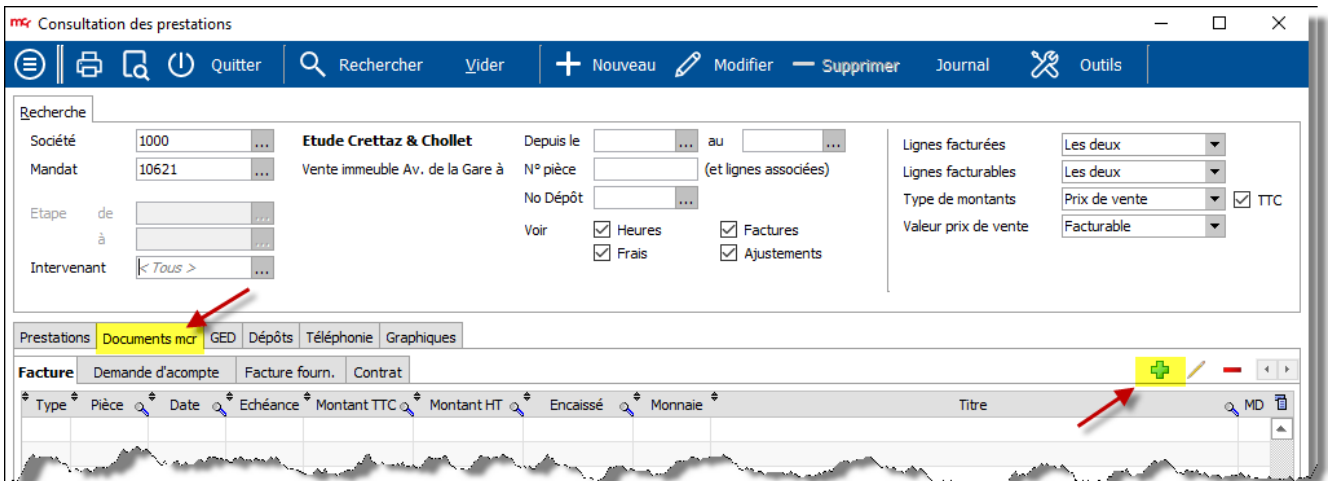 mcr Consultation des prestations
Quitter Rechercher Vider Nouveau Modifier Supprimer Journal Outils
Recherche
Société 1000 ... Etude Crettaz & Chollet Depuis le ... au ... Lignes facturées Les deux
Mandat 10621 ... Vente immeuble Av. de la Gare à N° pièce (et lignes associées) Lignes facturables Les deux
No Dépôt ... Type de montants Prix de vente TTC
Etape de ...
Voir Heures Factures Valeur prix de vente Facturable
à ...
Frais Ajustements
Intervenant < Tous > ...
Prestations Documents mcr GED Dépôts Téléphonie Graphiques
Facture Demande d'acompte Facture fourn. Contrat
Type Pièce Date Echéance Montant TTC Montant HT Encaissé Monnaie Titre MD